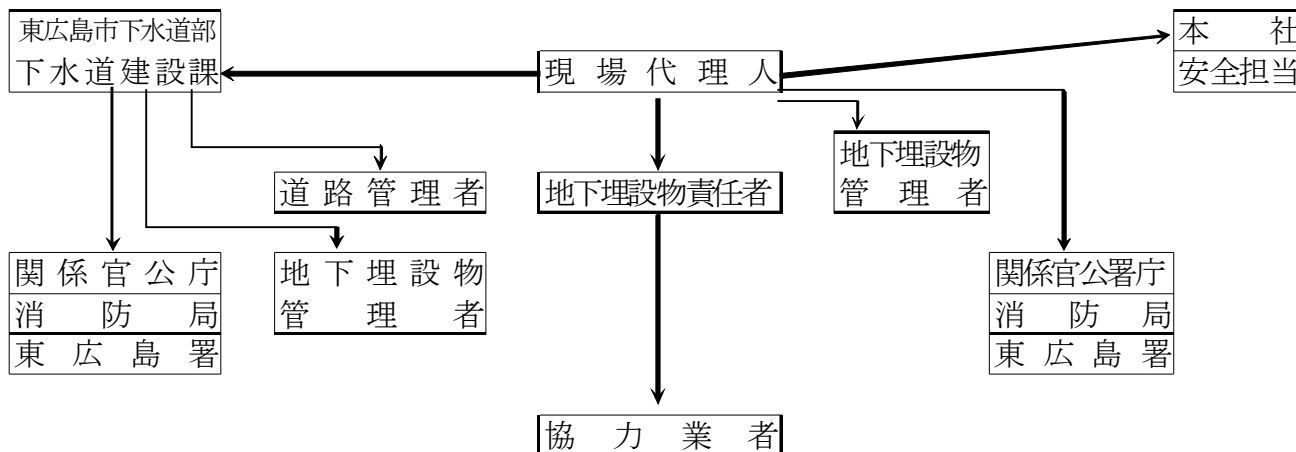 東広島市下水道部
下水道建設課
現場代理人
本社
安全担当
地下埋設物
管理者
道路管理者
地下埋設物責任者
関係官公庁
消防局
東広島署
地下埋設物
管理者
関係官公署庁
消防局
東広島署
協力業者